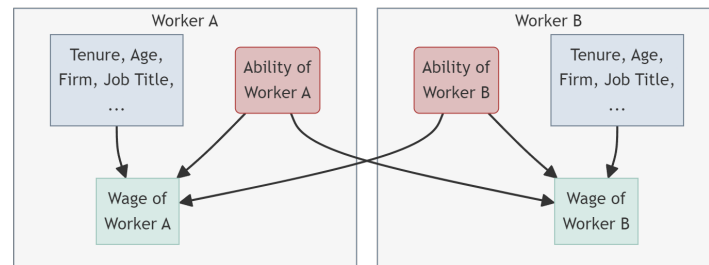 Worker A
Tenure, Age,
Firm, Job Title,
...
Ability of
Worker A
Wage of
Worker A
Worker B
Ability of
Worker B
Tenure, Age,
Firm, Job Title,
...
Wage of
Worker B